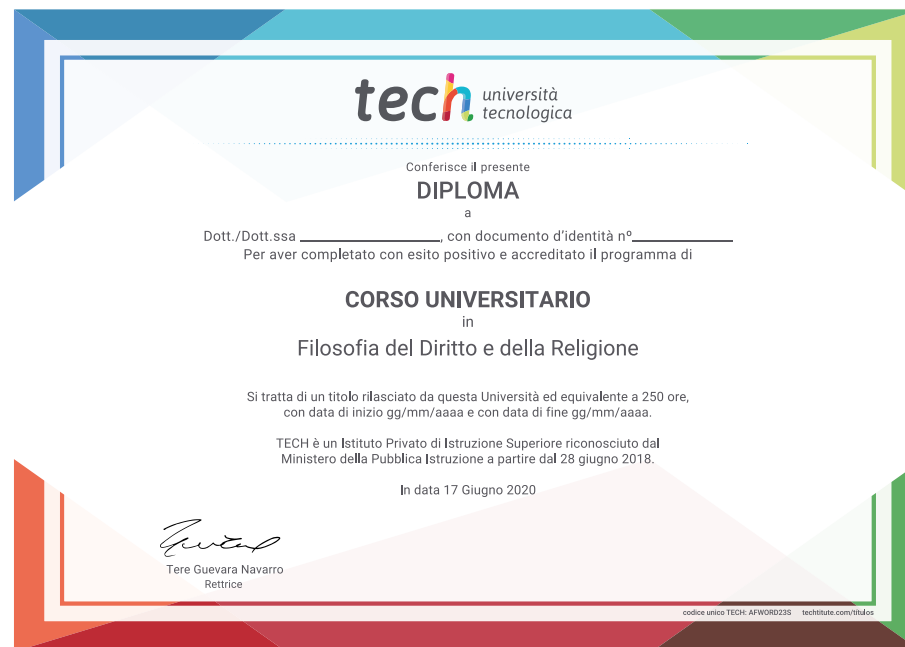 tech università
tecnologica
Conferisce il presente
DIPLOMA
a
Dott./Dott.ssa ____________________, con documento d'identità nº______________
Per aver completato con esito positivo e accreditato il programma di
CORSO UNIVERSITARIO
in
Filosofia del Diritto e della Religione
Si tratta di un titolo rilasciato da questa Università ed equivalente a 250 ore,
con data di inizio gg/mm/aaaa e con data di fine gg/mm/aaaa.
TECH è un Istituto Privato di Istruzione Superiore riconosciuto dal
Ministero della Pubblica Istruzione a partire dal 28 giugno 2018.
In data 17 Giugno 2020
Tere Guevara Navarro
Rettrice
codice unico TECH: AFWORD23S techtitute.com/títulos